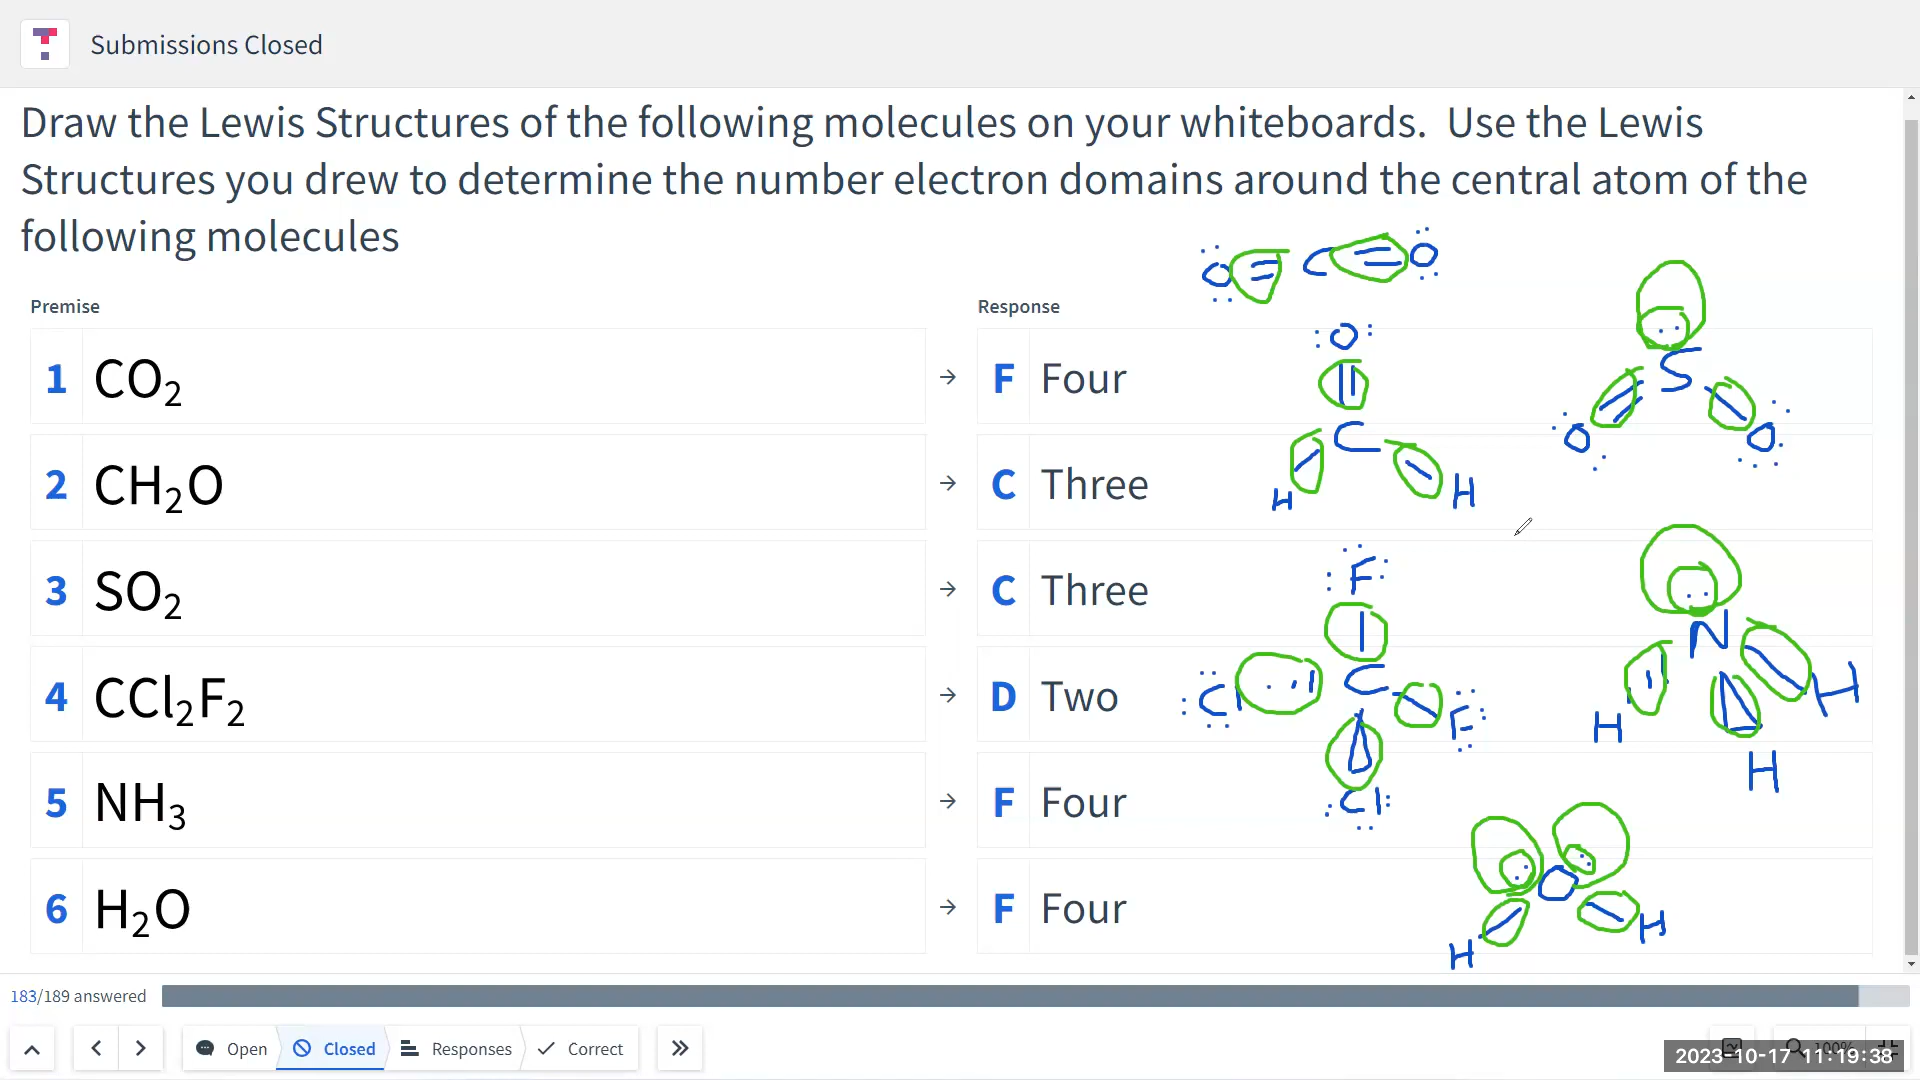 Submissions Closed
Draw the Lewis Structures of the following molecules on your whiteboards. Use the Lewis
Structures you drew to determine the number electron domains around the central atom of the
following molecules
O = C = O
Premise
Response
1 CO₂ → F Four
2 CH₂O → C Three
3 SO₂ → C Three
4 CCl₂F₂ → D Two
5 NH₃ → F Four
6 H₂O → F Four
O
C
H H
S
O O
F
Cl C F
Cl
N
H H
H
O
H H
183/189 answered
Open Closed Responses Correct
100%
2023-10-17 11:19:38